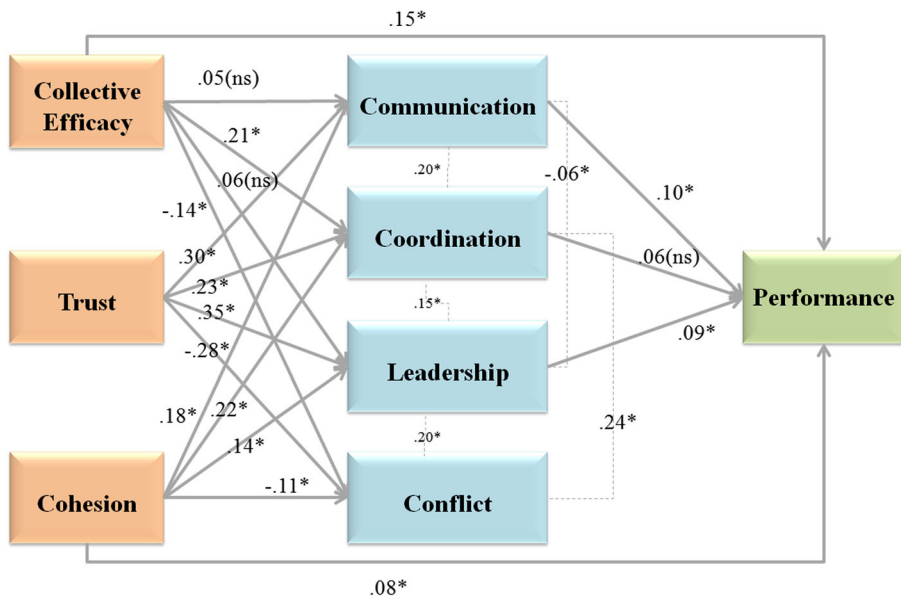 .15*
Collective
Efficacy
.05(ns)
Communication
.21*
.20*
-.06*
.06(ns)
.10*
-.14*
Coordination
.30*
.06(ns)
Trust
.23*
Performance
.35*
.15*
.09*
-.28*
Leadership
.18*
.22*
.24*
.14*
.20*
-.11*
Cohesion
Conflict
.08*